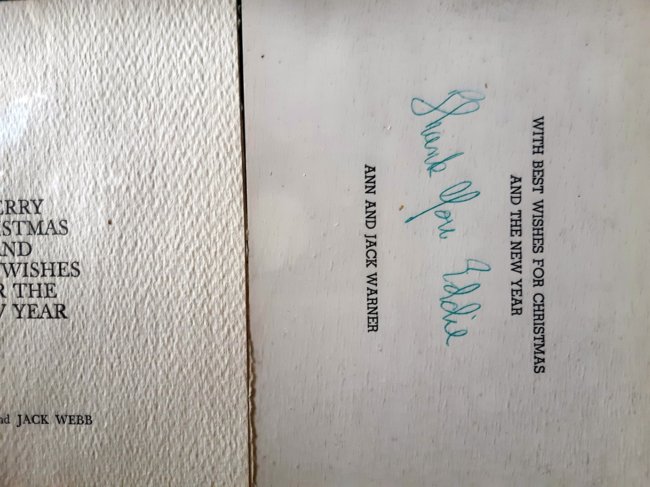 ERRY
ISTMAS
AND
WISHES
R THE
W YEAR
nd JACK WEBB
WITH BEST WISHES FOR CHRISTMAS
AND THE NEW YEAR
Thank You Eddie
ANN AND JACK WARNER